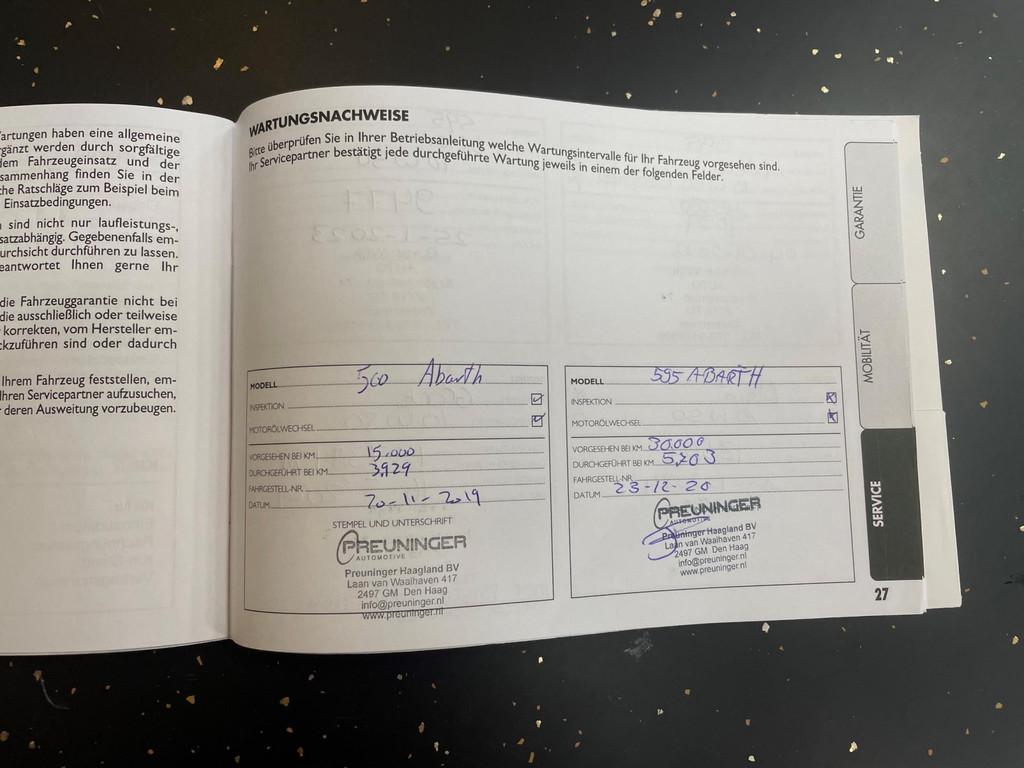 artungen haben eine allgemeine
gänzt werden durch sorgfältige
dem Fahrzeugeinsatz und der
sammenhang finden Sie in der
che Ratschläge zum Beispiel beim
Einsatzbedingungen.
sind nicht nur laufleistungs-,
satzabhängig. Gegebenenfalls em-
urchsicht durchführen zu lassen.
eantwortet Ihnen gerne Ihr
die Fahrzeuggarantie nicht bei
die ausschließlich oder teilweise
korrekten, vom Hersteller em-
ckzuführen sind oder dadurch
Ihrem Fahrzeug feststellen, em-
Ihren Servicepartner aufzusuchen,
deren Ausweitung vorzubeugen.
WARTUNGSNACHWEISE
Bitte überprüfen Sie in Ihrer Betriebsanleitung welche Wartungsintervalle für Ihr Fahrzeug vorgesehen sind.
Ihr Servicepartner bestätigt jede durchgeführte Wartung jeweils in einem der folgenden Felder.
MODELL 500 Abarth
INSPEKTION
MOTORÖLWECHSEL
VORGESEHEN BEI KM 15.000
DURCHGEFÜHRT BEI KM 3,929
FAHRGESTELL-NR.
DATUM 20-11-2019
STEMPEL UND UNTERSCHRIFT
PREUNINGER
AUTOMOTIVE
Preuninger Haagland BV
Laan van Waalhaven 417
2497 GM Den Haag
info@preuninger.nl
www.preuninger.nl
MODELL 595 ABARTH
INSPEKTION
MOTORÖLWECHSEL
VORGESEHEN BEI KM 30.000
DURCHGEFÜHRT BEI KM 5,203
FAHRGESTELL-NR.
DATUM 23-12-20
PREUNINGER
AUTOMOTIVE
Preuninger Haagland BV
Laan van Waalhaven 417
2497 GM Den Haag
info@preuninger.nl
www.preuninger.nl
GARANTIE
MOBILITÄT
SERVICE
27